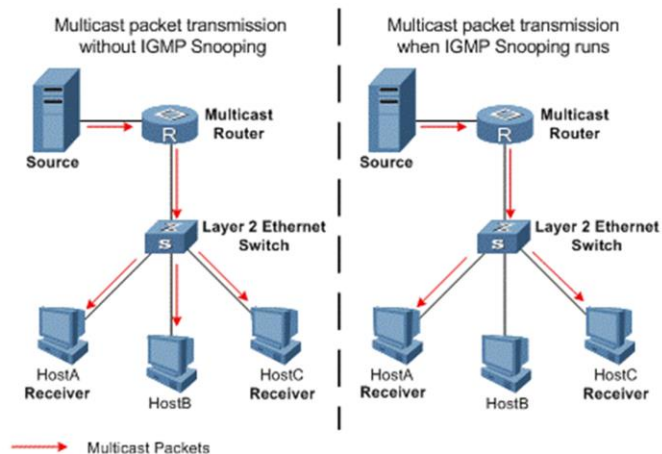 Multicast packet transmission
without IGMP Snooping
Source
R
Multicast
Router
Layer 2 Ethernet
Switch
S
HostA
Receiver
HostB
HostC
Receiver
Multicast packet transmission
when IGMP Snooping runs
Source
R
Multicast
Router
Layer 2 Ethernet
Switch
S
HostA
Receiver
HostB
HostC
Receiver
Multicast Packets